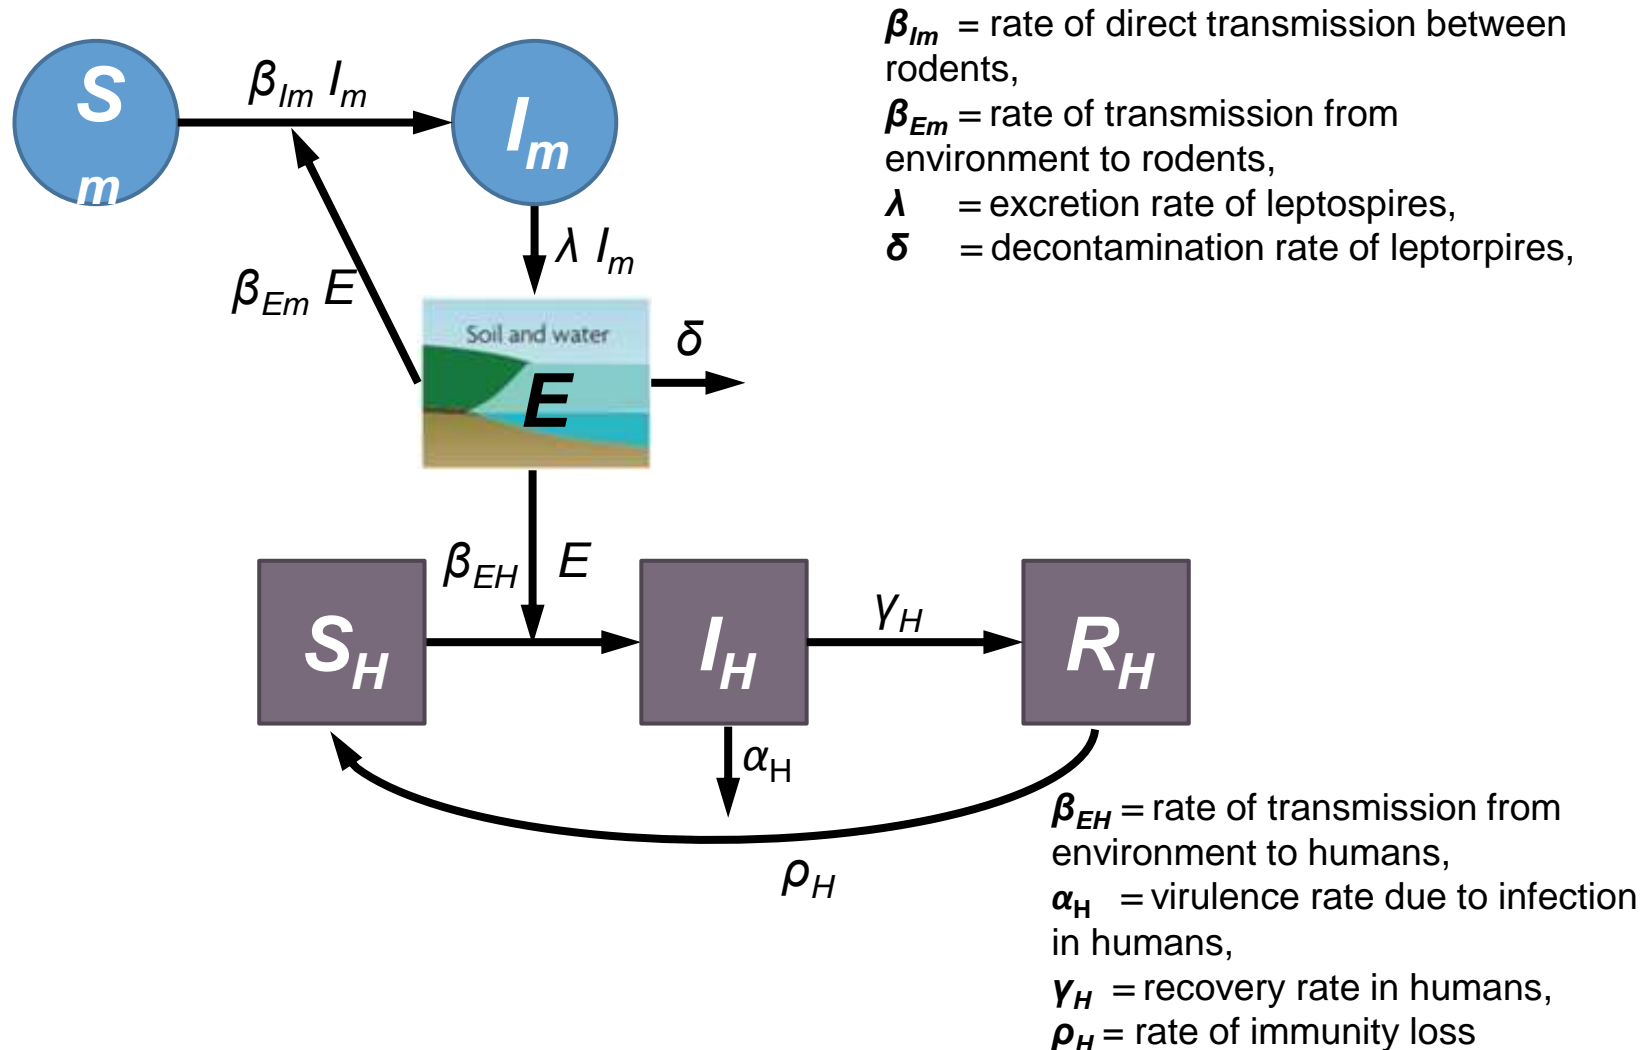 β_Im = rate of direct transmission between
rodents,
β_Em = rate of transmission from
environment to rodents,
λ = excretion rate of leptospires,
δ = decontamination rate of leptorpires,
S
m
β_Im I_m
I_m
λ I_m
β_Em E
Soil and water
E
δ
β_EH E
S_H
I_H
γ_H
R_H
α_H
ρ_H
β_EH = rate of transmission from
environment to humans,
α_H = virulence rate due to infection
in humans,
γ_H = recovery rate in humans,
ρ_H = rate of immunity loss